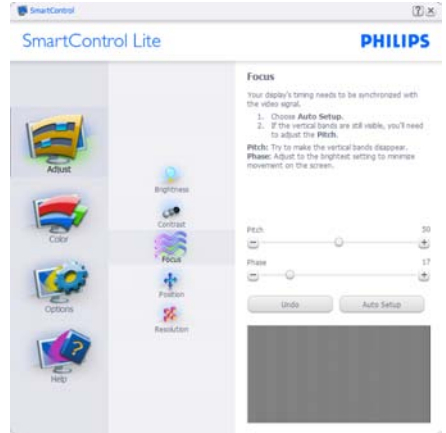 SmartControl
SmartControl Lite
PHILIPS
Adjust
Color
Options
Help
Brightness
Contrast
Focus
Position
Resolution
Focus
Your display's timing needs to be synchronized with
the video signal.
1. Choose Auto Setup.
2. If the vertical bands are still visible, you'll need
to adjust the Pitch.
Pitch: Try to make the vertical bands disappear.
Phase: Adjust to the brightest setting to minimize
movement on the screen.
Pitch 50
Phase 17
Undo Auto Setup